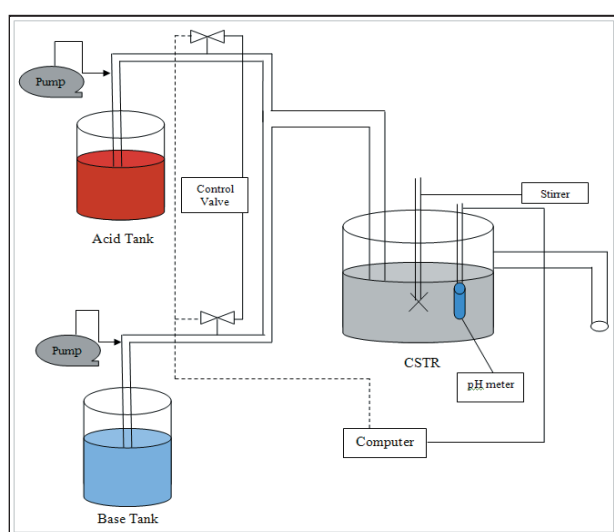 Pump
Control
Valve
Stirrer
Acid Tank
Pump
CSTR
pH meter
Computer
Base Tank